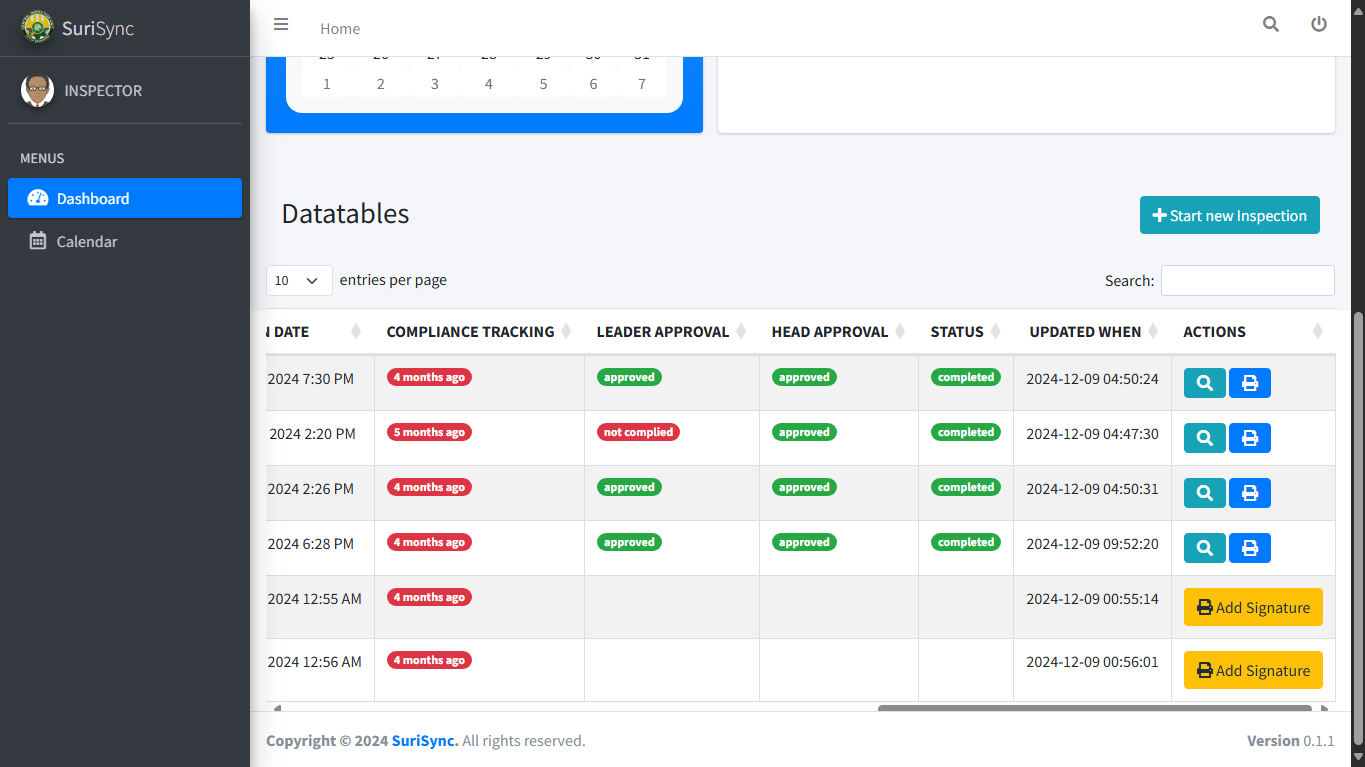 SuriSync
Home
INSPECTOR
1 2 3 4 5 6 7
MENUS
Dashboard
Calendar
Datatables
Start new Inspection
10 entries per page
Search:
N DATE COMPLIANCE TRACKING LEADER APPROVAL HEAD APPROVAL STATUS UPDATED WHEN ACTIONS
2024 7:30 PM 4 months ago approved approved completed 2024-12-09 04:50:24
2024 2:20 PM 5 months ago not complied approved completed 2024-12-09 04:47:30
2024 2:26 PM 4 months ago approved approved completed 2024-12-09 04:50:31
2024 6:28 PM 4 months ago approved approved completed 2024-12-09 09:52:20
2024 12:55 AM 4 months ago 2024-12-09 00:55:14 Add Signature
2024 12:56 AM 4 months ago 2024-12-09 00:56:01 Add Signature
Copyright © 2024 SuriSync. All rights reserved.
Version 0.1.1